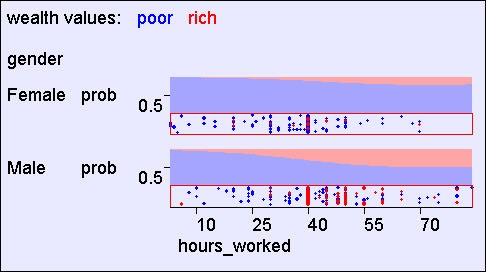 wealth values: poor rich
gender
Female prob
0.5
Male prob
0.5
10 25 40 55 70
hours_worked